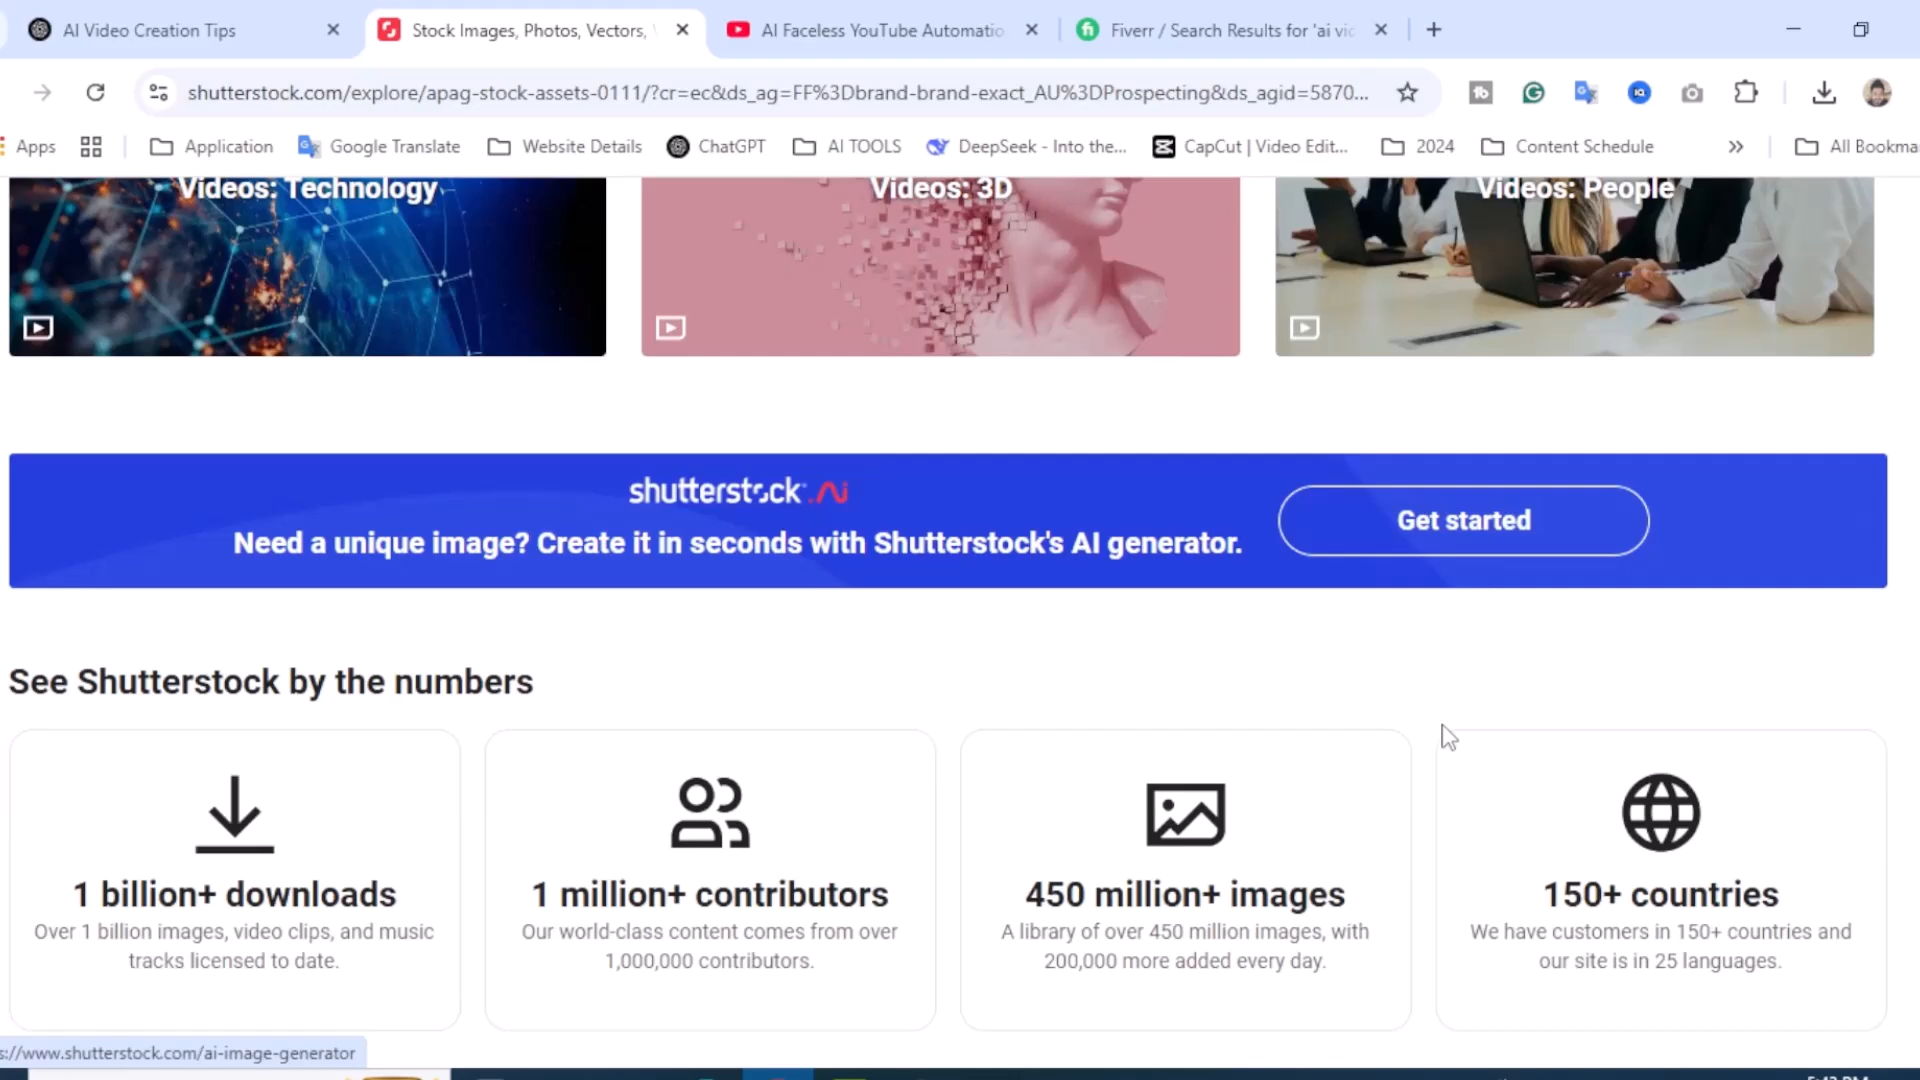 AI Video Creation Tips
Stock Images, Photos, Vectors,
AI Faceless YouTube Automatio
Fiverr / Search Results for 'ai vid
shutterstock.com/explore/apag-stock-assets-0111/?cr=ec&ds_ag=FF%3Dbrand-brand-exact_AU%3DProspecting&ds_agid=5870...
Apps
Application
Google Translate
Website Details
ChatGPT
AI TOOLS
DeepSeek - Into the...
CapCut | Video Edit...
2024
Content Schedule
All Bookma
Videos: Technology
Videos: 3D
Videos: People
shutterstock.Ai
Need a unique image? Create it in seconds with Shutterstock's AI generator.
Get started
See Shutterstock by the numbers
1 billion+ downloads
Over 1 billion images, video clips, and music
tracks licensed to date.
1 million+ contributors
Our world-class content comes from over
1,000,000 contributors.
450 million+ images
A library of over 450 million images, with
200,000 more added every day.
150+ countries
We have customers in 150+ countries and
our site is in 25 languages.
s://www.shutterstock.com/ai-image-generator